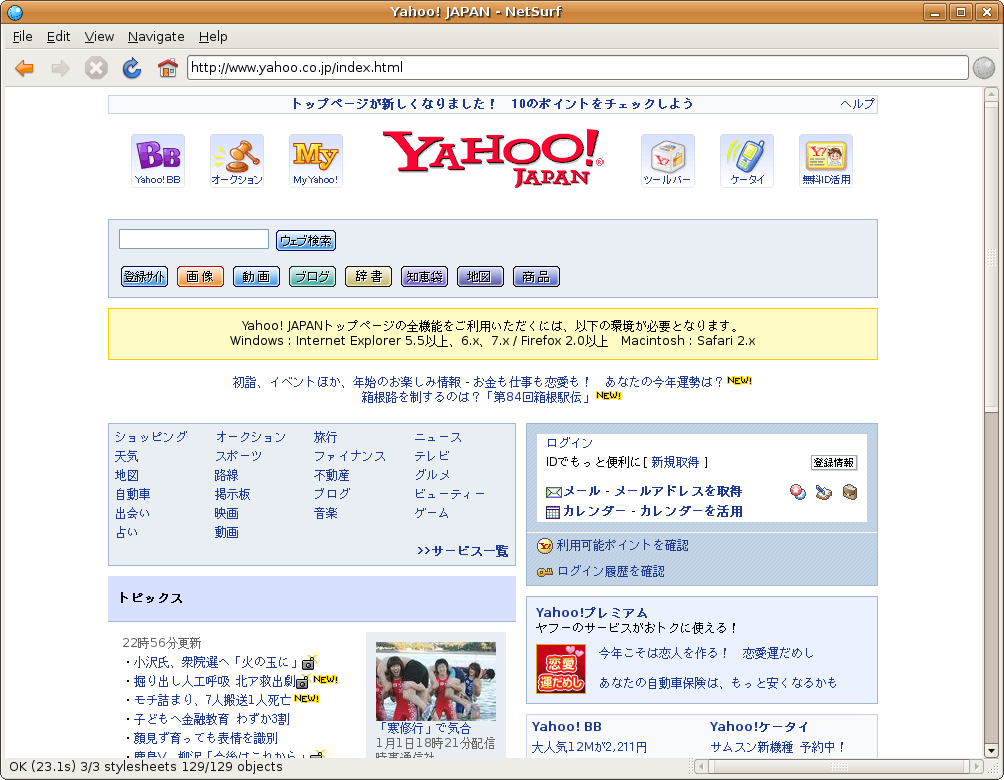 Yahoo! JAPAN - NetSurf
File Edit View Navigate Help
http://www.yahoo.co.jp/index.html
トップページが新しくなりました！ 10のポイントをチェックしよう ヘルプ
YAHOO! JAPAN
Yahoo! BB オークション My Yahoo! ツールバー ケータイ 無料ID活用
ウェブ検索
登録サイト 画像 動画 ブログ 辞書 知恵袋 地図 商品
Yahoo! JAPANトップページの全機能をご利用いただくには、以下の環境が必要となります。
Windows : Internet Explorer 5.5以上、6.x、7.x / Firefox 2.0以上 Macintosh : Safari 2.x
初詣、イベントほか、年始のお楽しみ情報 - お金も仕事も恋愛も！ あなたの今年運勢は？ NEW!
箱根路を制するのは？「第84回箱根駅伝」 NEW!
ショッピング オークション 旅行 ニュース
天気 スポーツ ファイナンス テレビ
地図 路線 不動産 グルメ
自動車 掲示板 ブログ ビューティー
出会い 映画 音楽 ゲーム
占い 動画
>>サービス一覧
ログイン
IDでもっと便利に[ 新規取得 ] 登録情報
メール - メールアドレスを取得
カレンダー - カレンダーを活用
利用可能ポイントを確認
ログイン履歴を確認
トピックス
22時56分更新
・小沢氏、衆院選へ「火の玉に」
・掘り出し人工呼吸 北ア救出劇 NEW!
・モチ詰まり、7人搬送1人死亡 NEW!
・子どもへ金融教育 わずか3割
・顔見ず育っても表情を識別
「寒修行」で気合
1月1日18時21分配信
時事通信社
Yahoo!プレミアム
ヤフーのサービスがおトクに使える！
恋愛運だめし
今年こそは恋人を作る！ 恋愛運だめし
あなたの自動車保険は、もっと安くなるかも
Yahoo! BB Yahoo!ケータイ
大人気12Mが2,211円 サムスン新機種 予約中！
OK (23.1s) 3/3 stylesheets 129/129 objects